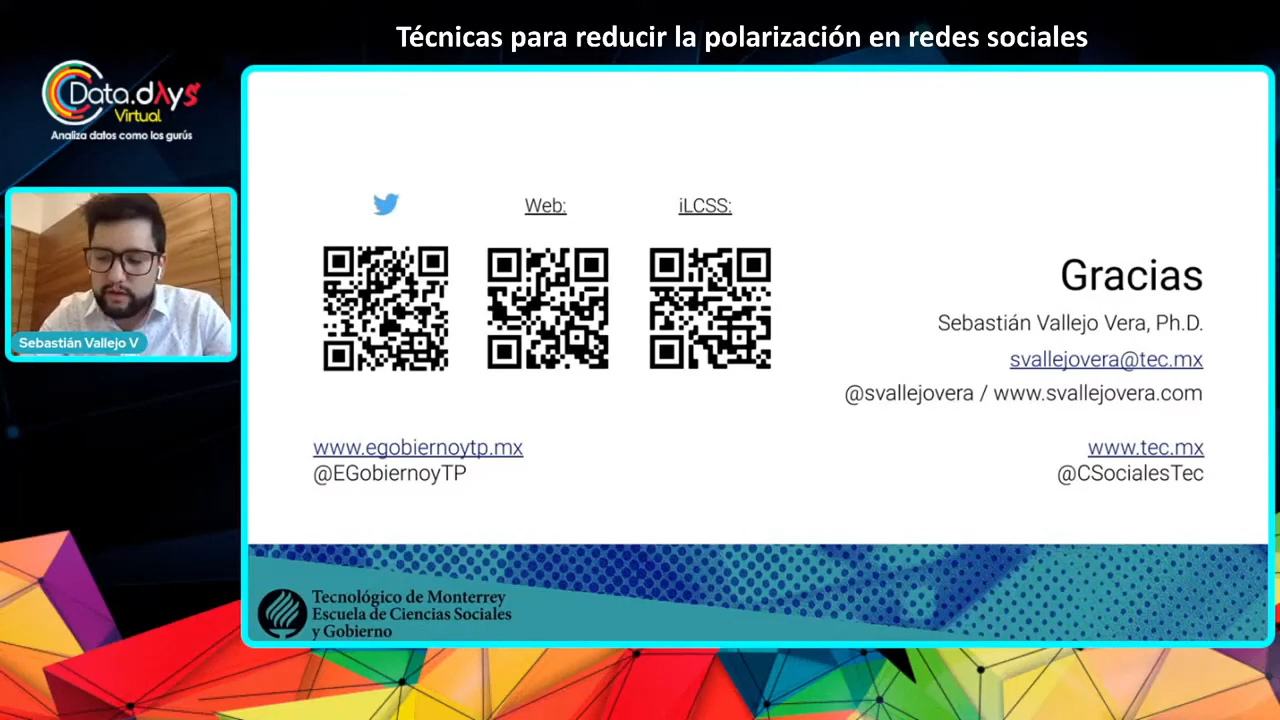 Técnicas para reducir la polarización en redes sociales
Data.dAys
Virtual
Analiza datos como los gurús
Sebastián Vallejo V
Web:
iLCSS:
Gracias
Sebastián Vallejo Vera, Ph.D.
svallejovera@tec.mx
@svallejovera / www.svallejovera.com
www.egobiernoytp.mx
@EGobiernoyTP
www.tec.mx
@CSocialesTec
Tecnológico de Monterrey
Escuela de Ciencias Sociales
y Gobierno